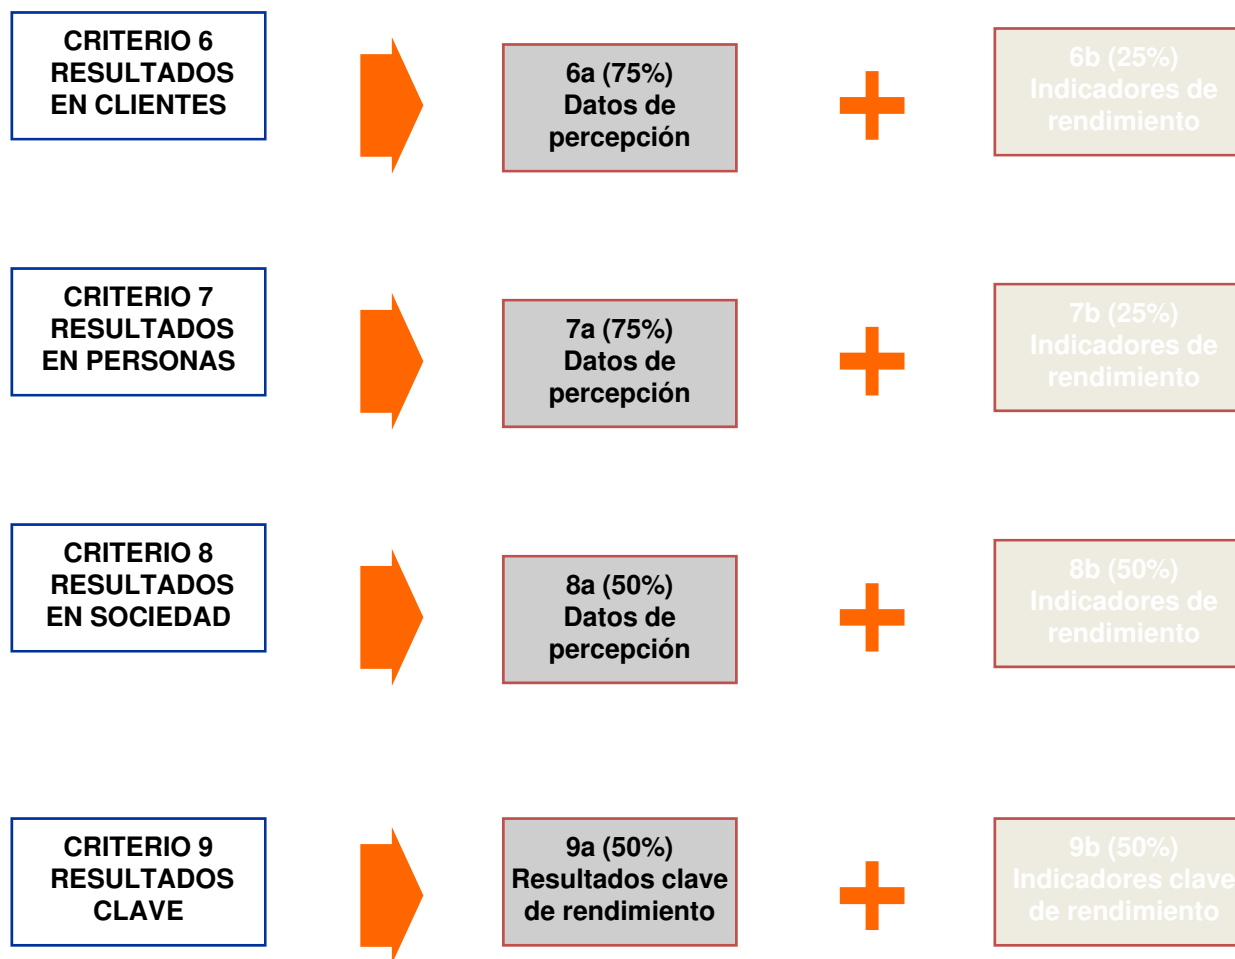 CRITERIO 6
RESULTADOS
EN CLIENTES
6a (75%)
Datos de
percepción
6b (25%)
Indicadores de
rendimiento
CRITERIO 7
RESULTADOS
EN PERSONAS
7a (75%)
Datos de
percepción
7b (25%)
Indicadores de
rendimiento
CRITERIO 8
RESULTADOS
EN SOCIEDAD
8a (50%)
Datos de
percepción
8b (50%)
Indicadores de
rendimiento
CRITERIO 9
RESULTADOS
CLAVE
9a (50%)
Resultados clave
de rendimiento
9b (50%)
Indicadores clave
de rendimiento